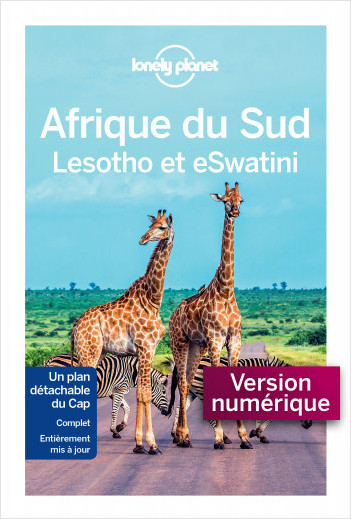 lonely planet
Afrique du Sud
Lesotho et eSwatini
Un plan
détachable
du Cap
Complet
Entièrement
mis à jour
Version
numérique